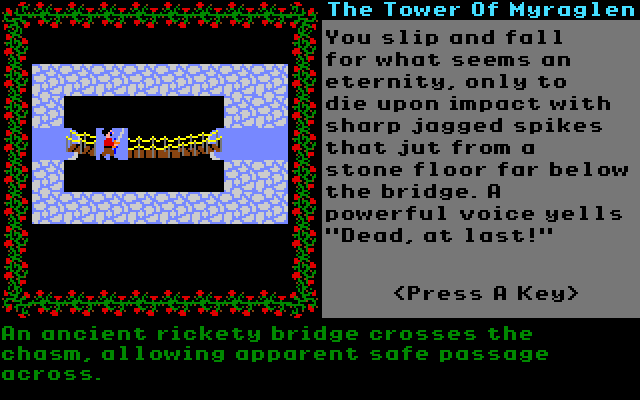 The Tower Of Myraglen
You slip and fall
for what seems an
eternity, only to
die upon impact with
sharp jagged spikes
that jut from a
stone floor far below
the bridge. A
powerful voice yells
"Dead, at last!"
<Press A Key>
An ancient rickety bridge crosses the
chasm, allowing apparent safe passage
across.